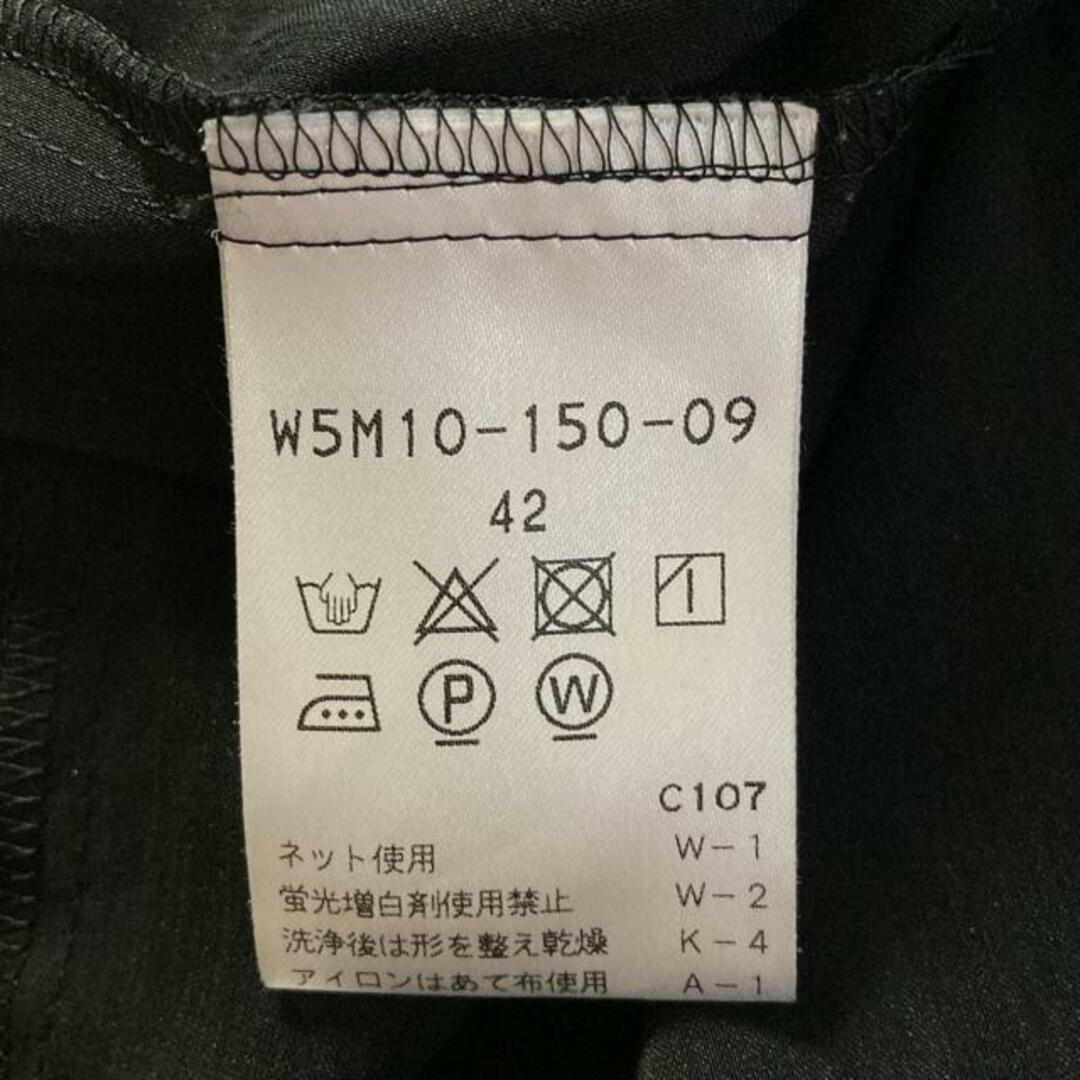 W5M10-150-09
42
P W
C107
ネット使用 W-1
蛍光増白剤使用禁止 W-2
洗浄後は形を整え乾燥 K-4
アイロンはあて布使用 A-1